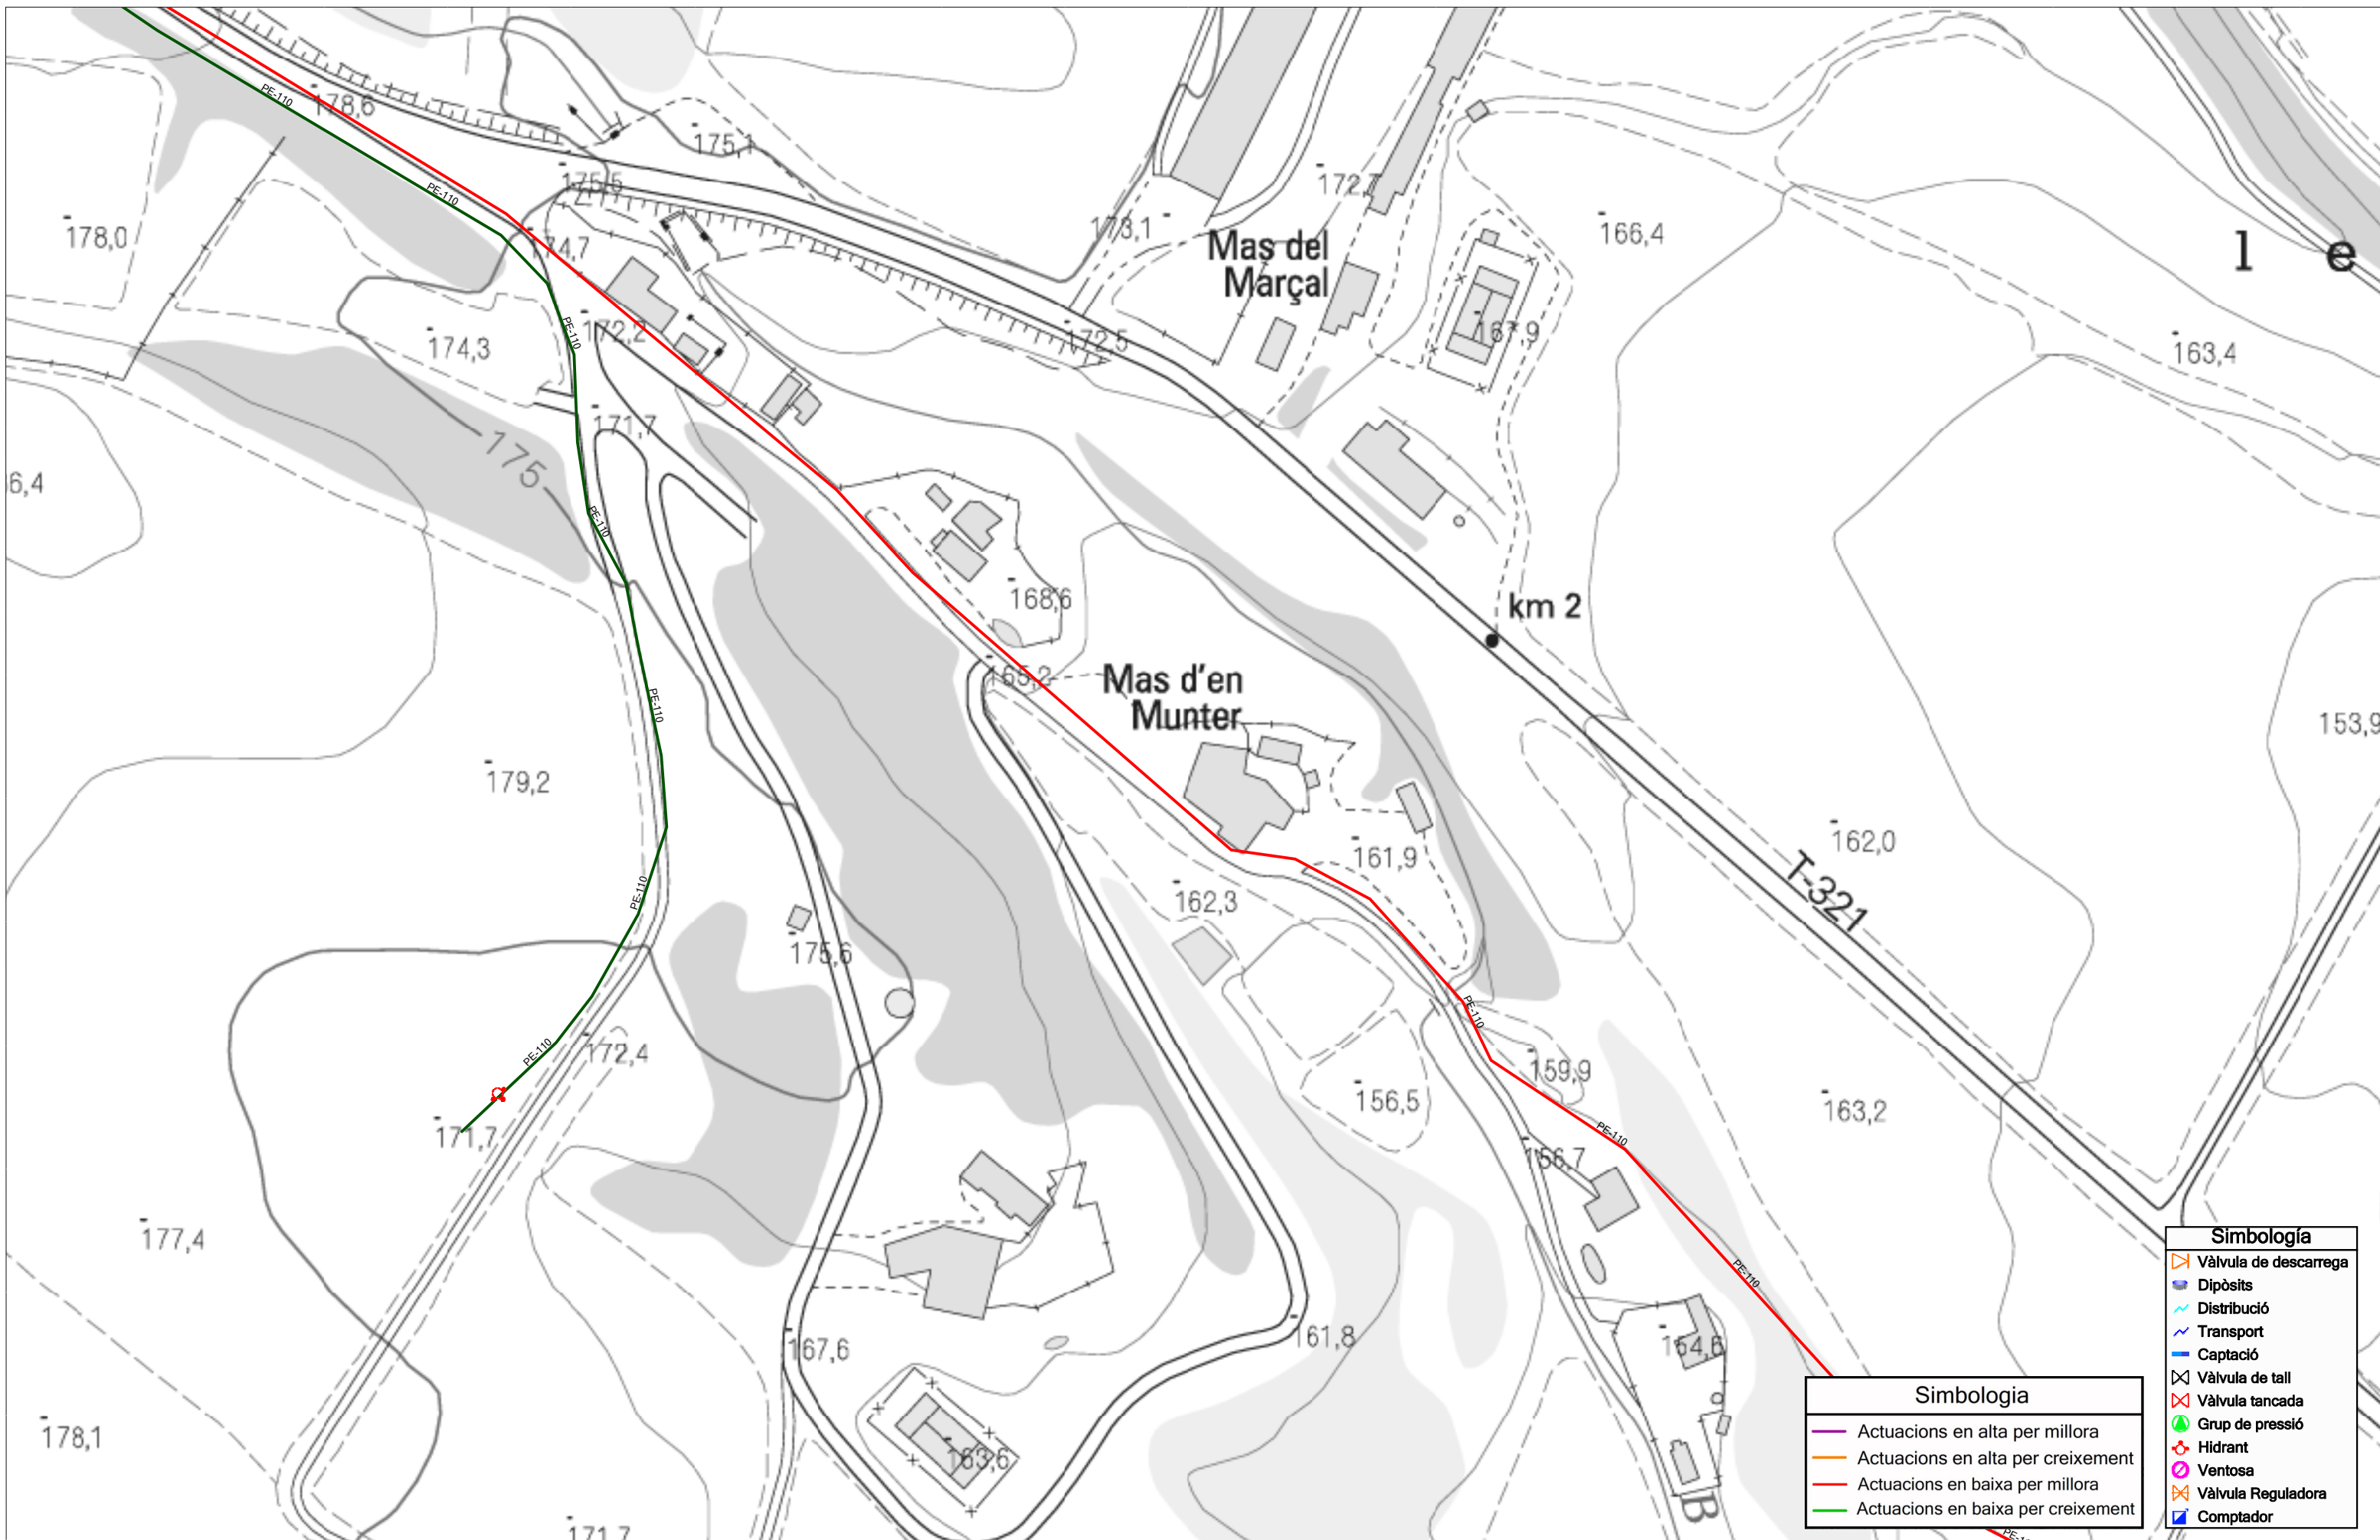 PE-110
178,6
175,1
PE-110
175,5
172,7
173,1
166,4
178,0
174,7
Mas del
Marçal
l e
PE-110
172,2
174,3
172,5
167,9
163,4
171,7
175
6,4
PE-110
168,6
km 2
165,2
Mas d'en
Munter
PE-110
153,9
179,2
162,0
161,9
T-321
PE-110
162,3
175,6
PE-110
PE-110
172,4
159,9
156,5
163,2
171,7
PE-110
156,7
177,4
PE-110
167,6
161,8
154,6
178,1
163,6
171,7
B
Simbología
Vàlvula de descarrega
Dipòsits
Distribució
Transport
Captació
Vàlvula de tall
Vàlvula tancada
Grup de pressió
Hidrant
Ventosa
Vàlvula Reguladora
Comptador
Simbologia
Actuacions en alta per millora
Actuacions en alta per creixement
Actuacions en baixa per millora
Actuacions en baixa per creixement